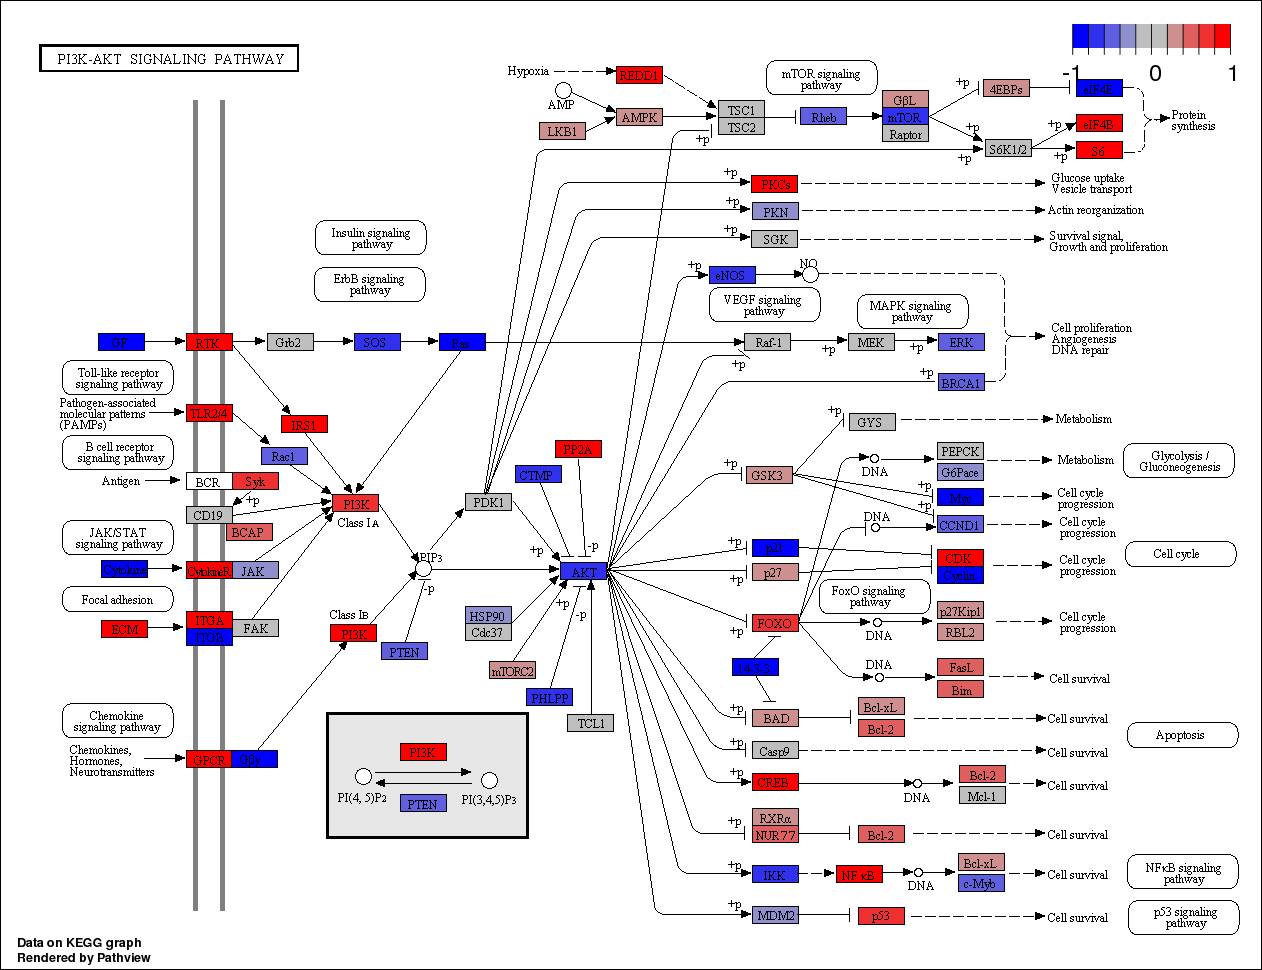 PI3K-AKT SIGNALING PATHWAY
-1 0 1
Hypoxia
REDD1
mTOR signaling
pathway
AMP
LKB1
AMPK
TSC1
TSC2
+p
Rheb
GβL
mTOR
Raptor
+p
4EBPs
eIF4E
+p
S6K1/2
+p
+p
eIF4B
+p
S6
Protein
synthesis
+p
PKCs
Glucose uptake
Vesicle transport
+p
PKN
Actin reorganization
+p
SGK
Survival signal,
Growth and proliferation
Insulin signaling
pathway
ErbB signaling
pathway
+p
eNOS
NO
VEGF signaling
pathway
MAPK signaling
pathway
GF
RTK
Grb2
SOS
Ras
Raf-1
+p
+p
MEK
+p
ERK
+p
BRCA1
Cell proliferation
Angiogenesis
DNA repair
Toll-like receptor
signaling pathway
Pathogen-associated
molecular patterns
(PAMPs)
TLR2/4
IRS1
Rac1
B cell receptor
signaling pathway
Antigen
BCR
Syk
+p
CD19
BCAP
PI3K
Class IA
PDK1
CTMP
PP2A
+p
-p
+p
GYS
Metabolism
+p
GSK3
DNA
PEPCK
G6Pace
Metabolism
Glycolysis /
Gluconeogenesis
+p
Myc
Cell cycle
progression
+p
DNA
CCND1
Cell cycle
progression
JAK/STAT
signaling pathway
Cytokine
CytokineR
JAK
PIP3
-p
AKT
+p
p21
+p
p27
CDK
Cyclin
Cell cycle
progression
Cell cycle
Focal adhesion
ECM
ITGA
ITGB
FAK
Class IB
PI3K
PTEN
HSP90
Cdc37
+p
-p
mTORC2
PHLPP
TCL1
FoxO signaling
pathway
+p
FOXO
DNA
p27Kip1
RBL2
Cell cycle
progression
14-3-3
DNA
FasL
Bim
Cell survival
Chemokine
signaling pathway
Chemokines,
Hormones,
Neurotransmitters
GPCR
PI3K
PI(4, 5)P2
PI(3,4,5)P3
PTEN
+p
BAD
Bcl-xL
Bcl-2
Cell survival
+p
Casp9
Cell survival
Apoptosis
+p
CREB
DNA
Bcl-2
Mcl-1
Cell survival
+p
RXRα
NUR77
Bcl-2
Cell survival
+p
IKK
NFκB
DNA
Bcl-xL
c-Myb
Cell survival
NFκB signaling
pathway
+p
MDM2
p53
Cell survival
p53 signaling
pathway
Data on KEGG graph
Rendered by Pathview